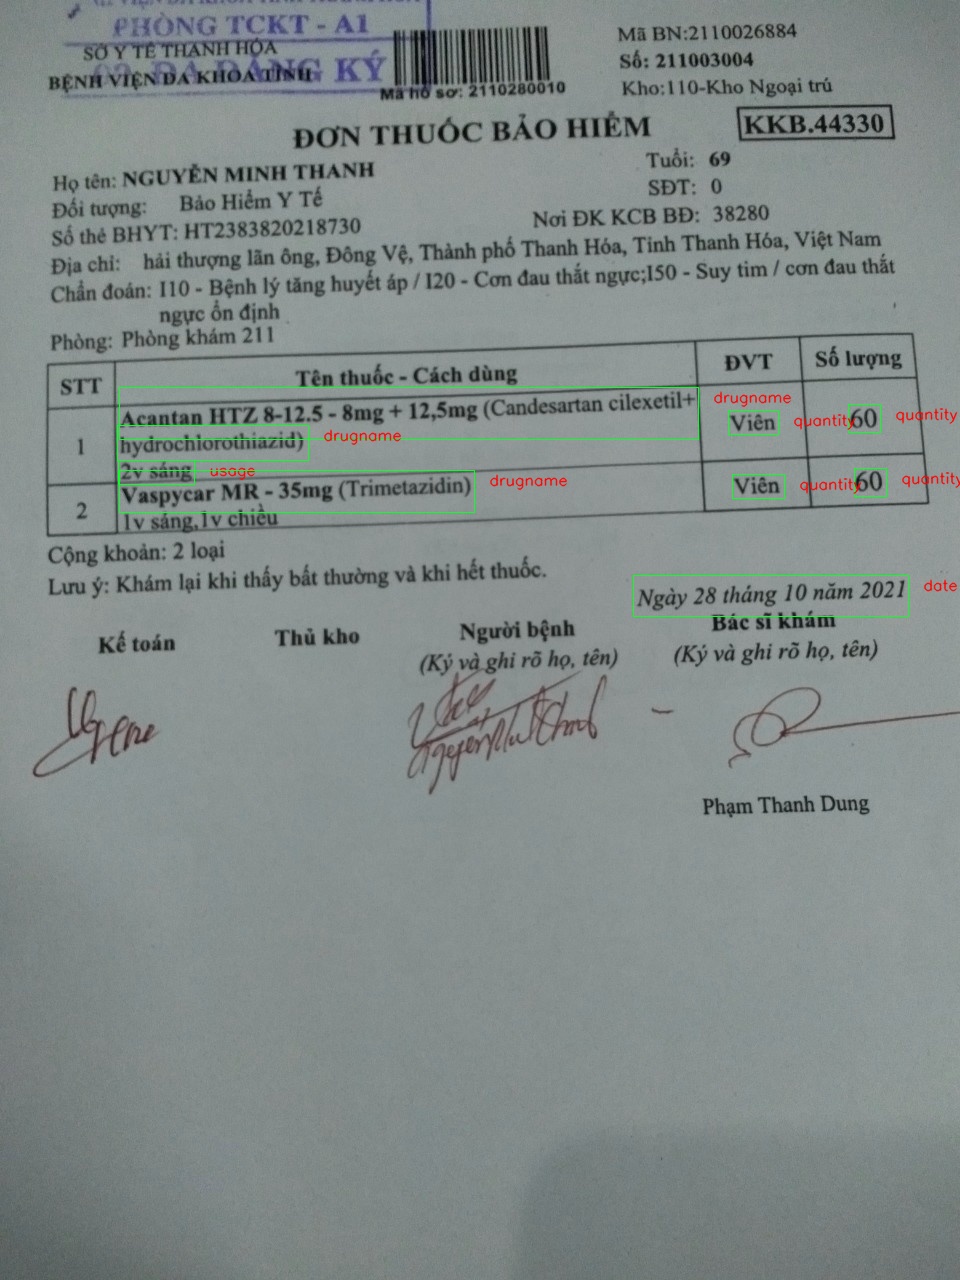 PHÒNG TCKT - A1
SỞ Y TẾ THANH HÓA
BỆNH VIỆN ĐA KHOA TỈNH
ĐĂNG KÝ
Mã hồ sơ: 2110280010
Mã BN:2110026884
Số: 211003004
Kho:110-Kho Ngoại trú
ĐƠN THUỐC BẢO HIỂM
KKB.44330
Họ tên: NGUYỄN MINH THANH
Tuổi: 69
Đối tượng: Bảo Hiểm Y Tế
SĐT: 0
Số thẻ BHYT: HT2383820218730
Nơi ĐK KCB BĐ: 38280
Địa chỉ: hải thượng lãn ông, Đông Vệ, Thành phố Thanh Hóa, Tỉnh Thanh Hóa, Việt Nam
Chẩn đoán: I10 - Bệnh lý tăng huyết áp / I20 - Cơn đau thắt ngực;I50 - Suy tim / cơn đau thắt
ngực ổn định
Phòng: Phòng khám 211
STT Tên thuốc - Cách dùng ĐVT Số lượng
1 Acantan HTZ 8-12.5 - 8mg + 12,5mg (Candesartan cilexetil+ drugname
Viên quantity 60 quantity
hydrochlorothiazid) drugname
2v sáng usage
2 Vaspycar MR - 35mg (Trimetazidin) drugname Viên quantity 60 quantity
1v sáng,1v chiều
Cộng khoản: 2 loại
Lưu ý: Khám lại khi thấy bất thường và khi hết thuốc.
Ngày 28 tháng 10 năm 2021 date
Kế toán Thủ kho Người bệnh Bác sĩ khám
(Ký và ghi rõ họ, tên) (Ký và ghi rõ họ, tên)
Phạm Thanh Dung